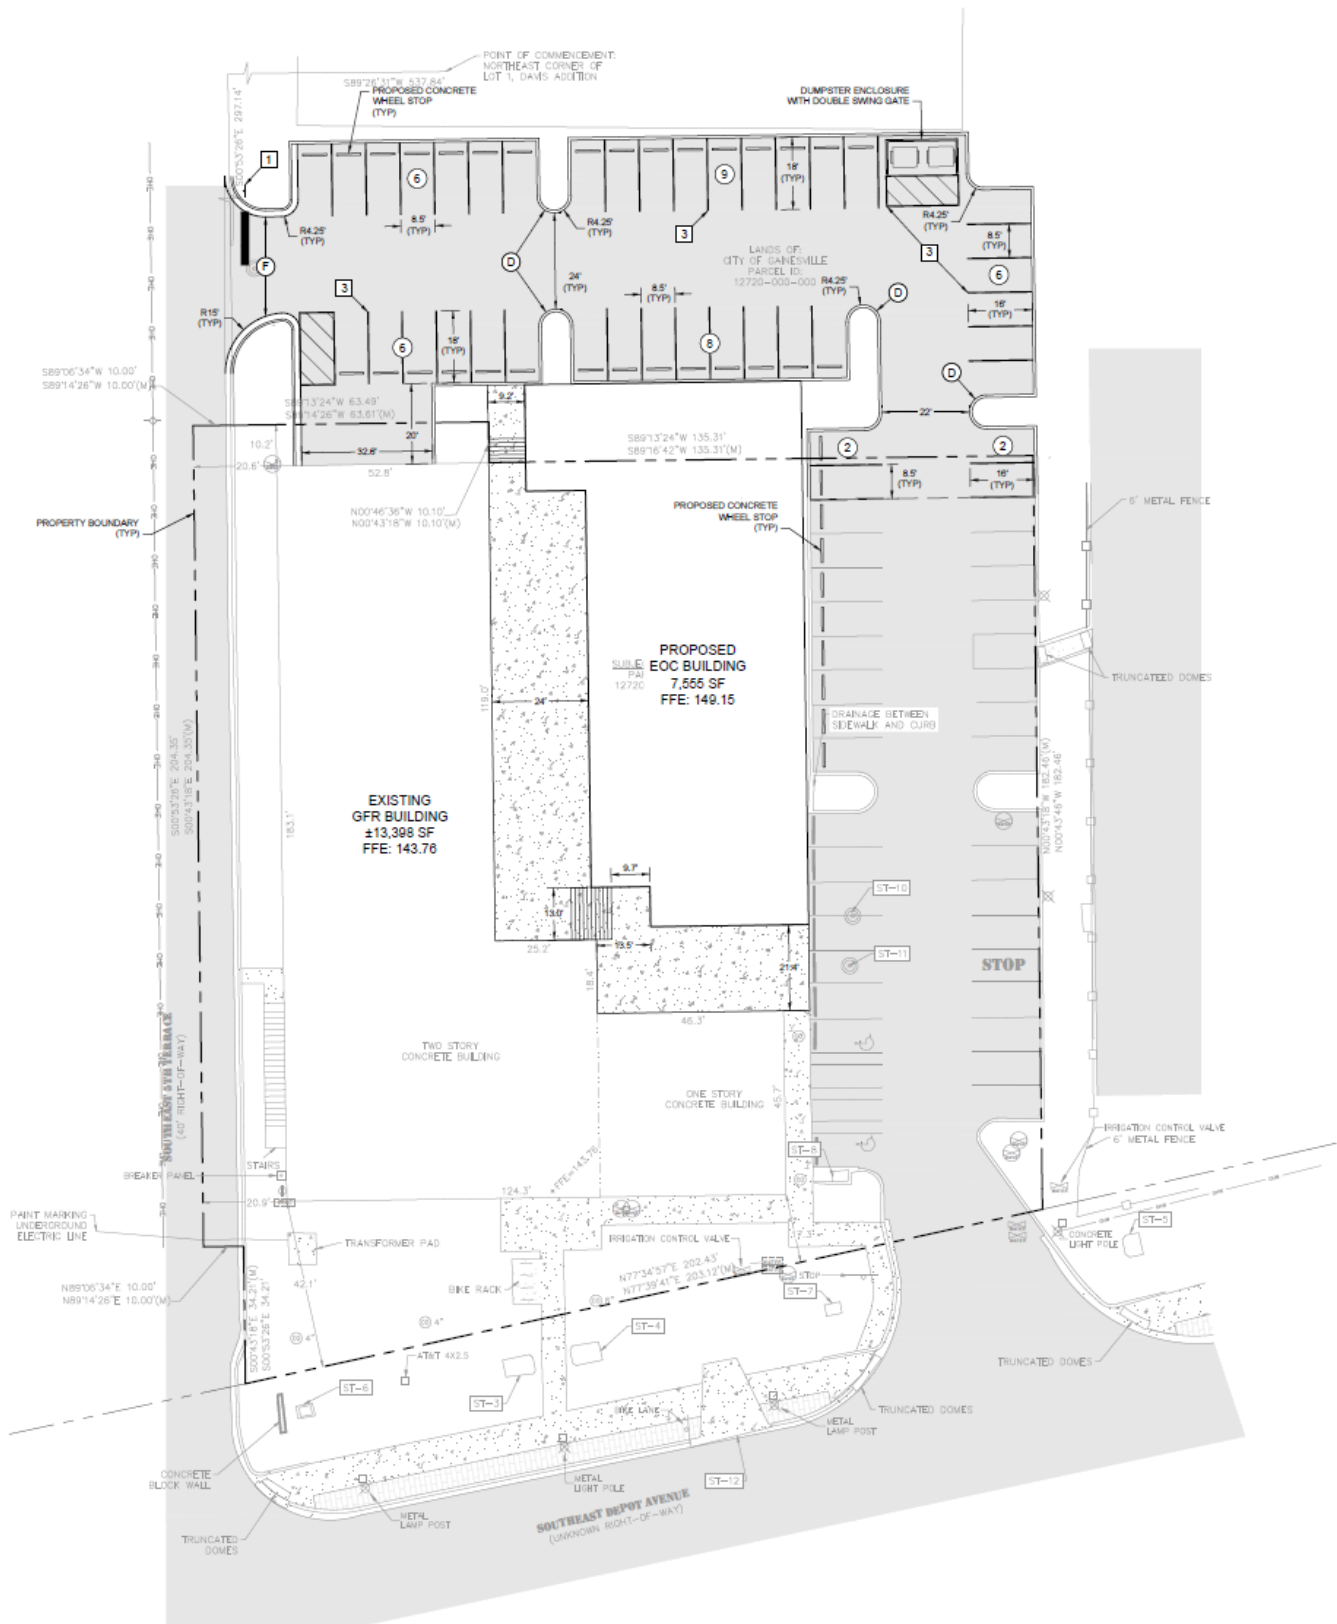 POINT OF COMMENCEMENT:
NORTHEAST CORNER OF
LOT 1, DAVIS ADDITION
S89°26'31"W 537.84'
PROPOSED CONCRETE
WHEEL STOP
(TYP)
DUMPSTER ENCLOSURE
WITH DOUBLE SWING GATE
S00°53'26"E 297.14'
1
6
9
18'
(TYP)
R4.25'
(TYP)
8.5'
(TYP)
R4.25'
(TYP)
3
R4.25'
(TYP)
8.5'
(TYP)
3
6
F
D
LANDS OF:
CITY OF GAINESVILLE
PARCEL ID:
12720-000-000
24'
(TYP)
8.5'
(TYP)
R4.25'
(TYP)
D
16'
(TYP)
3
R15'
(TYP)
18'
(TYP)
6
8
D
S89°06'34"W 10.00'
S89°14'26"W 10.00'(M)
S89°13'24"W 63.49'
S89°14'26"W 63.61'(M)
9.2'
22'
10.2'
20'
32.8'
20.6'
52.8'
S89°13'24"W 135.31'
S89°16'42"W 135.31'(M)
2
2
8.5'
(TYP)
16'
(TYP)
N00°46'36"W 10.10'
N00°43'18"W 10.10'(M)
PROPERTY BOUNDARY
(TYP)
PROPOSED CONCRETE
WHEEL STOP
(TYP)
6' METAL FENCE
PROPOSED
EOC BUILDING
7,555 SF
FFE: 149.15
SUBJE
PA
12720
TRUNCATEED DOMES
119.0'
24'
DRAINAGE BETWEEN
SIDEWALK AND CURB
S00°53'26"E 204.35'
S00°43'18"E 204.35'(M)
183.1'
EXISTING
GFR BUILDING
±13,398 SF
FFE: 143.76
N00°43'18"W 182.46'(M)
N00°43'46"W 182.46'
9.7'
13.0'
13.5'
25.2'
18.4'
21.4'
46.3'
ST-10
ST-11
STOP
SOUTHEAST 5TH TERRACE
(40' RIGHT-OF-WAY)
TWO STORY
CONCRETE BUILDING
ONE STORY
CONCRETE BUILDING
45.7'
IRRIGATION CONTROL VALVE
6' METAL FENCE
STAIRS
BREAKER PANEL
ST-8
FFE=143.76
124.3'
20.9'
PAINT MARKING
UNDERGROUND
ELECTRIC LINE
TRANSFORMER PAD
IRRIGATION CONTROL VALVE
ST-5
CONCRETE
LIGHT POLE
N89°06'34"E 10.00'
N89°14'26"E 10.00'(M)
42.1'
BIKE RACK
N77°34'57"E 202.43'
N77°39'41"E 203.12'(M)
STOP
ST-7
S00°43'18"E 34.21'(M)
S00°53'26"E 34.21'
4"
4"
6"
ST-4
AT&T 4X2.5
ST-6
ST-3
TRUNCATED DOMES
BIKE LANE
TRUNCATED DOMES
METAL
LAMP POST
CONCRETE
BLOCK WALL
METAL
LIGHT POLE
ST-12
METAL
LAMP POST
SOUTHEAST DEPOT AVENUE
(UNKNOWN RIGHT-OF-WAY)
TRUNCATED
DOMES